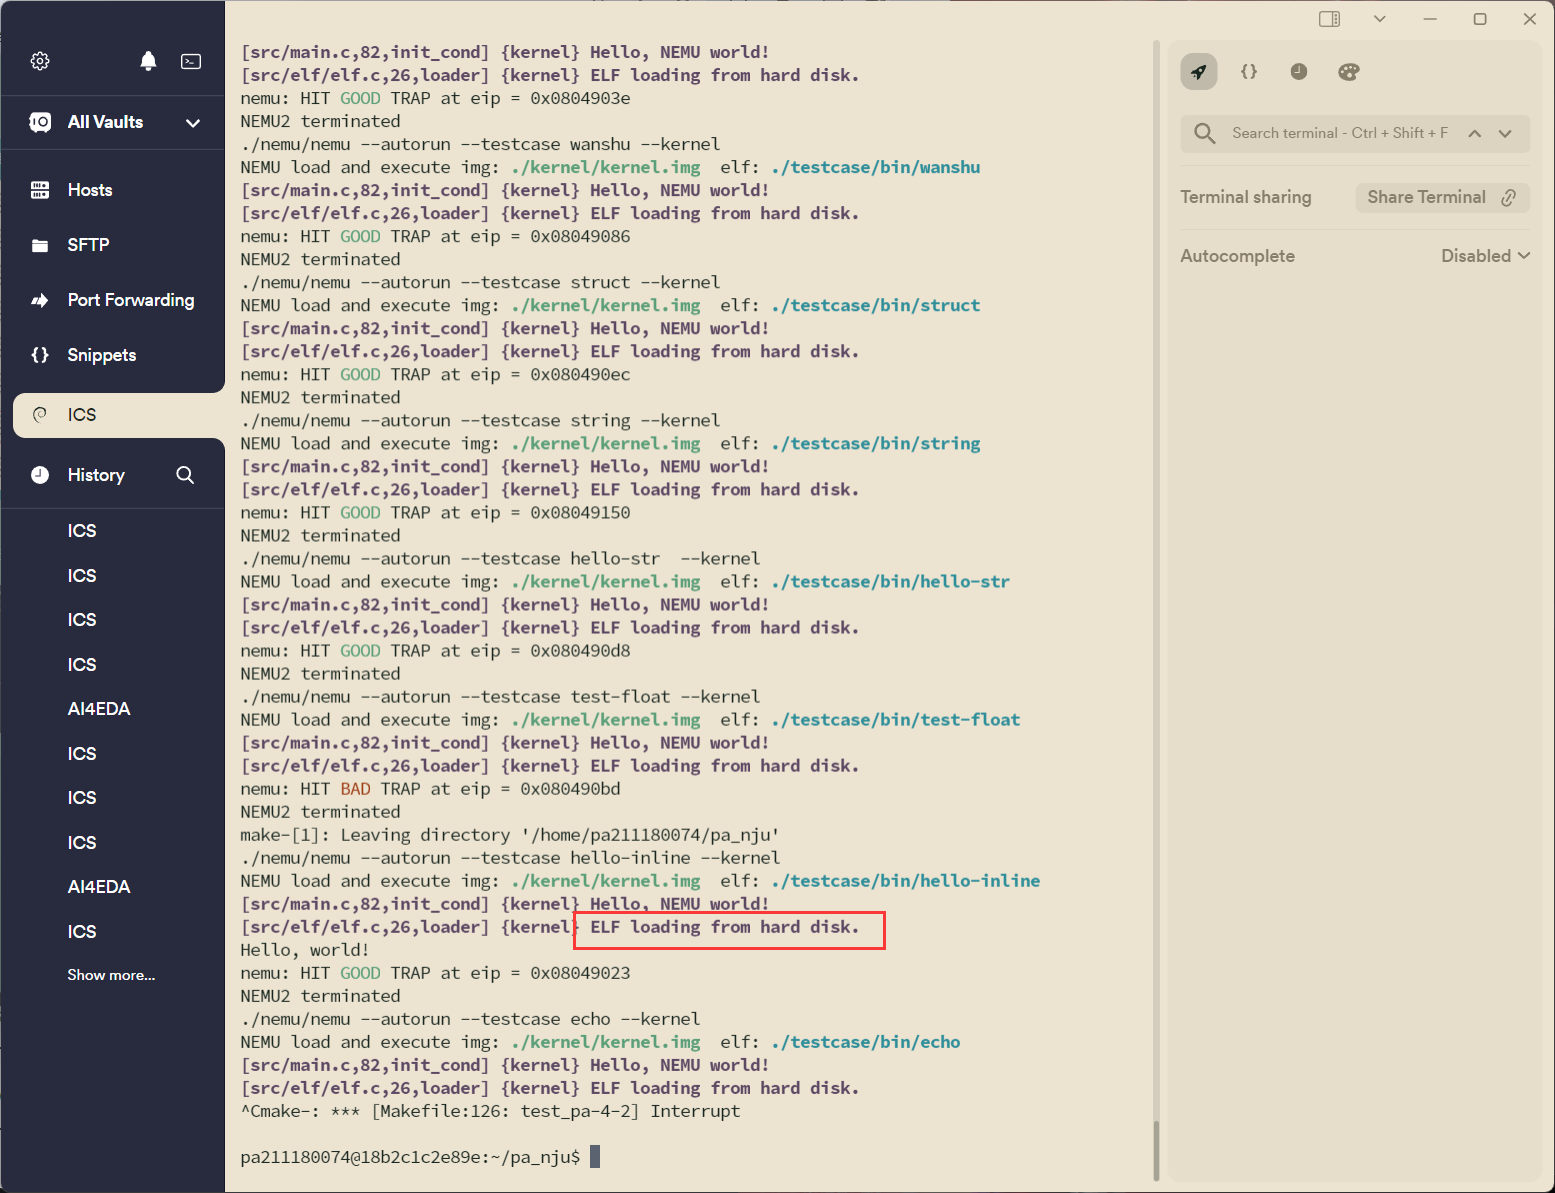 All Vaults
Hosts
SFTP
Port Forwarding
Snippets
ICS
History
ICS
ICS
ICS
ICS
AI4EDA
ICS
ICS
ICS
AI4EDA
ICS
Show more...
[src/main.c,82,init_cond] {kernel} Hello, NEMU world!
[src/elf/elf.c,26,loader] {kernel} ELF loading from hard disk.
nemu: HIT GOOD TRAP at eip = 0x0804903e
NEMU2 terminated
./nemu/nemu --autorun --testcase wanshu --kernel
NEMU load and execute img: ./kernel/kernel.img  elf: ./testcase/bin/wanshu
[src/main.c,82,init_cond] {kernel} Hello, NEMU world!
[src/elf/elf.c,26,loader] {kernel} ELF loading from hard disk.
nemu: HIT GOOD TRAP at eip = 0x08049086
NEMU2 terminated
./nemu/nemu --autorun --testcase struct --kernel
NEMU load and execute img: ./kernel/kernel.img  elf: ./testcase/bin/struct
[src/main.c,82,init_cond] {kernel} Hello, NEMU world!
[src/elf/elf.c,26,loader] {kernel} ELF loading from hard disk.
nemu: HIT GOOD TRAP at eip = 0x080490ec
NEMU2 terminated
./nemu/nemu --autorun --testcase string --kernel
NEMU load and execute img: ./kernel/kernel.img  elf: ./testcase/bin/string
[src/main.c,82,init_cond] {kernel} Hello, NEMU world!
[src/elf/elf.c,26,loader] {kernel} ELF loading from hard disk.
nemu: HIT GOOD TRAP at eip = 0x08049150
NEMU2 terminated
./nemu/nemu --autorun --testcase hello-str  --kernel
NEMU load and execute img: ./kernel/kernel.img  elf: ./testcase/bin/hello-str
[src/main.c,82,init_cond] {kernel} Hello, NEMU world!
[src/elf/elf.c,26,loader] {kernel} ELF loading from hard disk.
nemu: HIT GOOD TRAP at eip = 0x080490d8
NEMU2 terminated
./nemu/nemu --autorun --testcase test-float --kernel
NEMU load and execute img: ./kernel/kernel.img  elf: ./testcase/bin/test-float
[src/main.c,82,init_cond] {kernel} Hello, NEMU world!
[src/elf/elf.c,26,loader] {kernel} ELF loading from hard disk.
nemu: HIT BAD TRAP at eip = 0x080490bd
NEMU2 terminated
make-[1]: Leaving directory '/home/pa211180074/pa_nju'
./nemu/nemu --autorun --testcase hello-inline --kernel
NEMU load and execute img: ./kernel/kernel.img  elf: ./testcase/bin/hello-inline
[src/main.c,82,init_cond] {kernel} Hello, NEMU world!
[src/elf/elf.c,26,loader] {kernel} ELF loading from hard disk.
Hello, world!
nemu: HIT GOOD TRAP at eip = 0x08049023
NEMU2 terminated
./nemu/nemu --autorun --testcase echo --kernel
NEMU load and execute img: ./kernel/kernel.img  elf: ./testcase/bin/echo
[src/main.c,82,init_cond] {kernel} Hello, NEMU world!
[src/elf/elf.c,26,loader] {kernel} ELF loading from hard disk.
^Cmake-: *** [Makefile:126: test_pa-4-2] Interrupt
pa211180074@18b2c1c2e89e:~/pa_nju$
Search terminal - Ctrl + Shift + F
Terminal sharing
Share Terminal
Autocomplete
Disabled